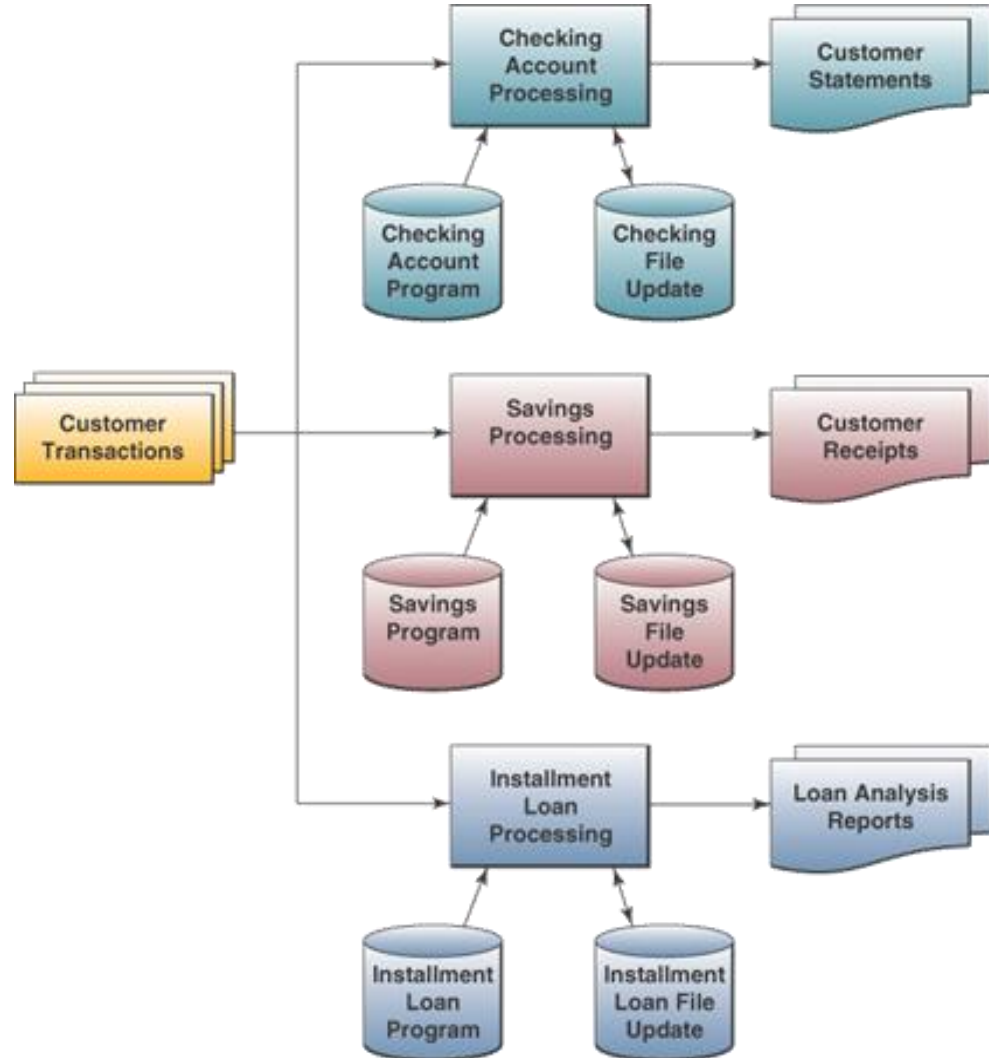 Checking
Account
Processing
Customer
Statements
Checking
Account
Program
Checking
File
Update
Customer
Transactions
Savings
Processing
Customer
Receipts
Savings
Program
Savings
File
Update
Installment
Loan
Processing
Loan Analysis
Reports
Installment
Loan
Program
Installment
Loan File
Update